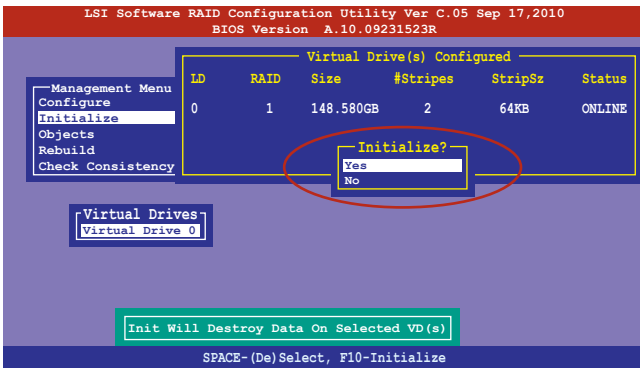 LSI Software RAID Configuration Utility Ver C.05 Sep 17,2010
BIOS Version A.10.09231523R
Virtual Drive(s) Configured
LD RAID Size #Stripes StripSz Status
0 1 148.580GB 2 64KB ONLINE
Management Menu
Configure
Initialize
Objects
Rebuild
Check Consistency
Initialize?
Yes
No
Virtual Drives
Virtual Drive 0
Init Will Destroy Data On Selected VD(s)
SPACE-(De)Select, F10-Initialize